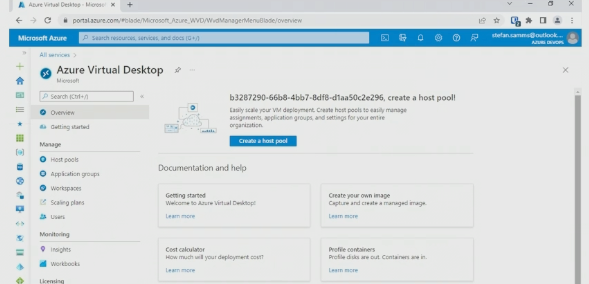 Azure Virtual Desktop - Microsoft
portal.azure.com/#blade/Microsoft_Azure_WVD/WvdManagerMenuBlade/overview
Microsoft Azure
Search resources, services, and docs (G+/)
stefan.camms@outlook....
AZURE DEVOPS
All services >
Azure Virtual Desktop
Microsoft
Search (Ctrl+/)
Overview
Getting started
Manage
Host pools
Application groups
Workspaces
Scaling plans
Users
Monitoring
Insights
Workbooks
Licensing
b3287290-66b8-4bb7-8df8-d1aa50c2e296, create a host pool!
Easily scale your VM deployment. Create host pools to easily manage
assignments, application groups, and settings for your entire
organization.
Create a host pool
Documentation and help
Getting started
Welcome to Azure Virtual Desktop!
Learn more
Create your own image
Capture and create a managed image.
Learn more
Cost calculator
How much will your deployment cost?
Learn more
Profile containers
Profile disks are out. Containers are in.
Learn more